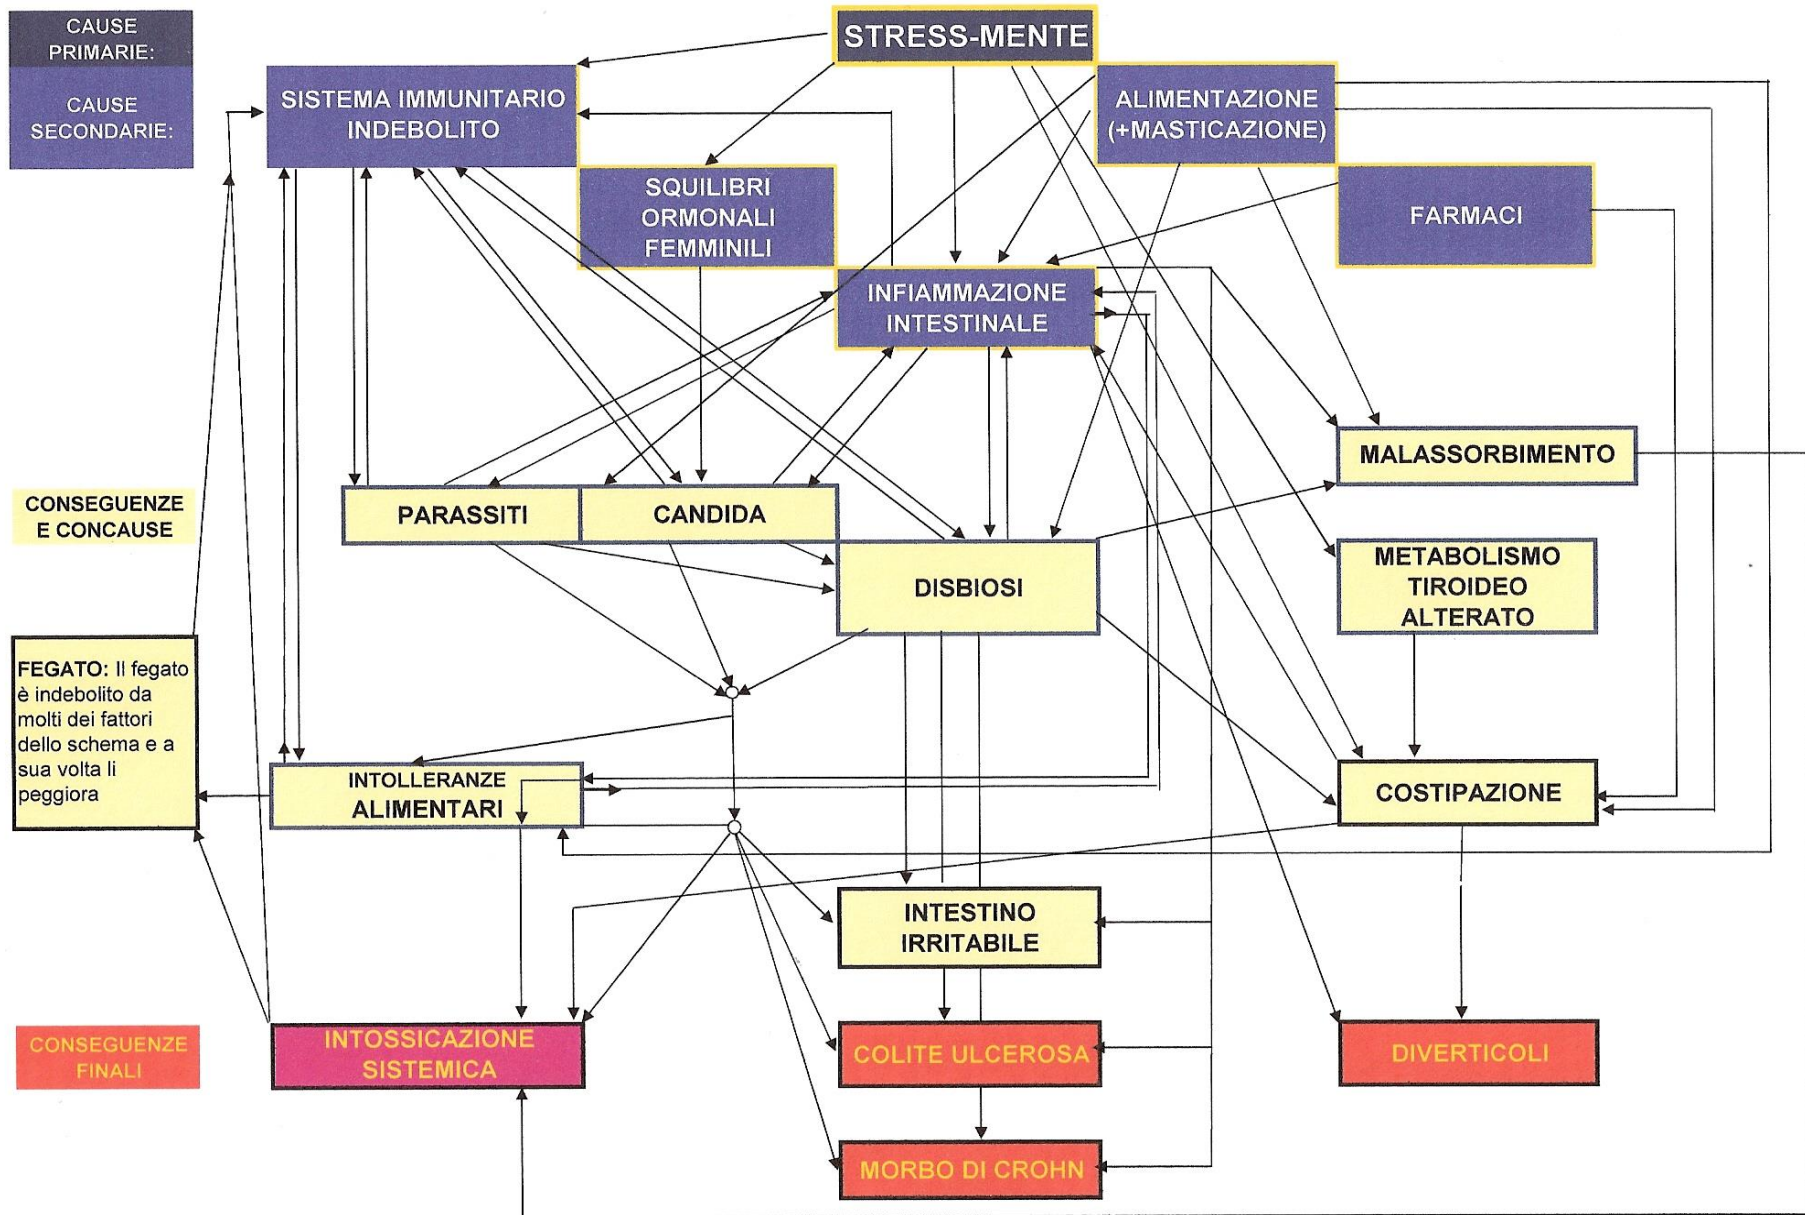 CAUSE
PRIMARIE:
CAUSE
SECONDARIE:
STRESS-MENTE
SISTEMA IMMUNITARIO
INDEBOLITO
ALIMENTAZIONE
(+MASTICAZIONE)
SQUILIBRI
ORMONALI
FEMMINILI
FARMACI
INFIAMMAZIONE
INTESTINALE
MALASSORBIMENTO
CONSEGUENZE
E CONCAUSE
PARASSITI
CANDIDA
DISBIOSI
METABOLISMO
TIROIDEO
ALTERATO
FEGATO: Il fegato
è indebolito da
molti dei fattori
dello schema e a
sua volta li
peggiora
INTOLLERANZE
ALIMENTARI
COSTIPAZIONE
INTESTINO
IRRITABILE
CONSEGUENZE
FINALI
INTOSSICAZIONE
SISTEMICA
COLITE ULCEROSA
DIVERTICOLI
MORBO DI CROHN